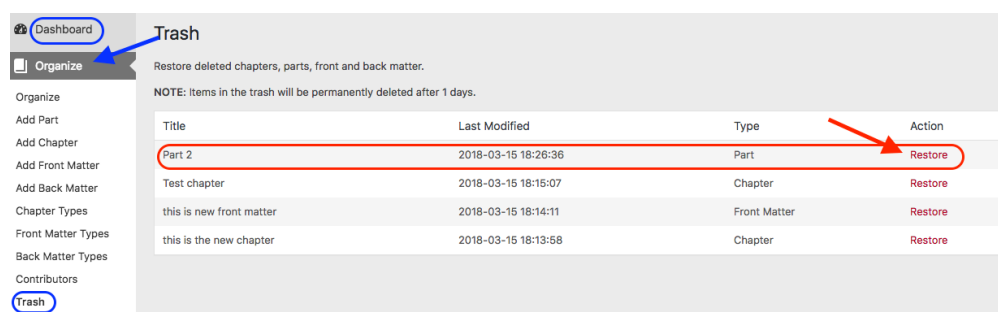 Dashboard
Organize
Organize
Add Part
Add Chapter
Add Front Matter
Add Back Matter
Chapter Types
Front Matter Types
Back Matter Types
Contributors
Trash
Trash
Restore deleted chapters, parts, front and back matter.
NOTE: Items in the trash will be permanently deleted after 1 days.
Title Last Modified Type Action
Part 2 2018-03-15 18:26:36 Part Restore
Test chapter 2018-03-15 18:15:07 Chapter Restore
this is new front matter 2018-03-15 18:14:11 Front Matter Restore
this is the new chapter 2018-03-15 18:13:58 Chapter Restore